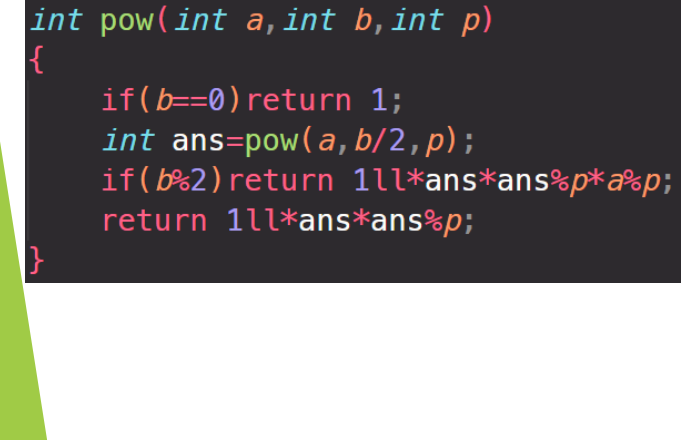 int pow(int a,int b,int p)
{
if(b==0)return 1;
int ans=pow(a,b/2,p);
if(b%2)return 1ll*ans*ans%p*a%p;
return 1ll*ans*ans%p;
}